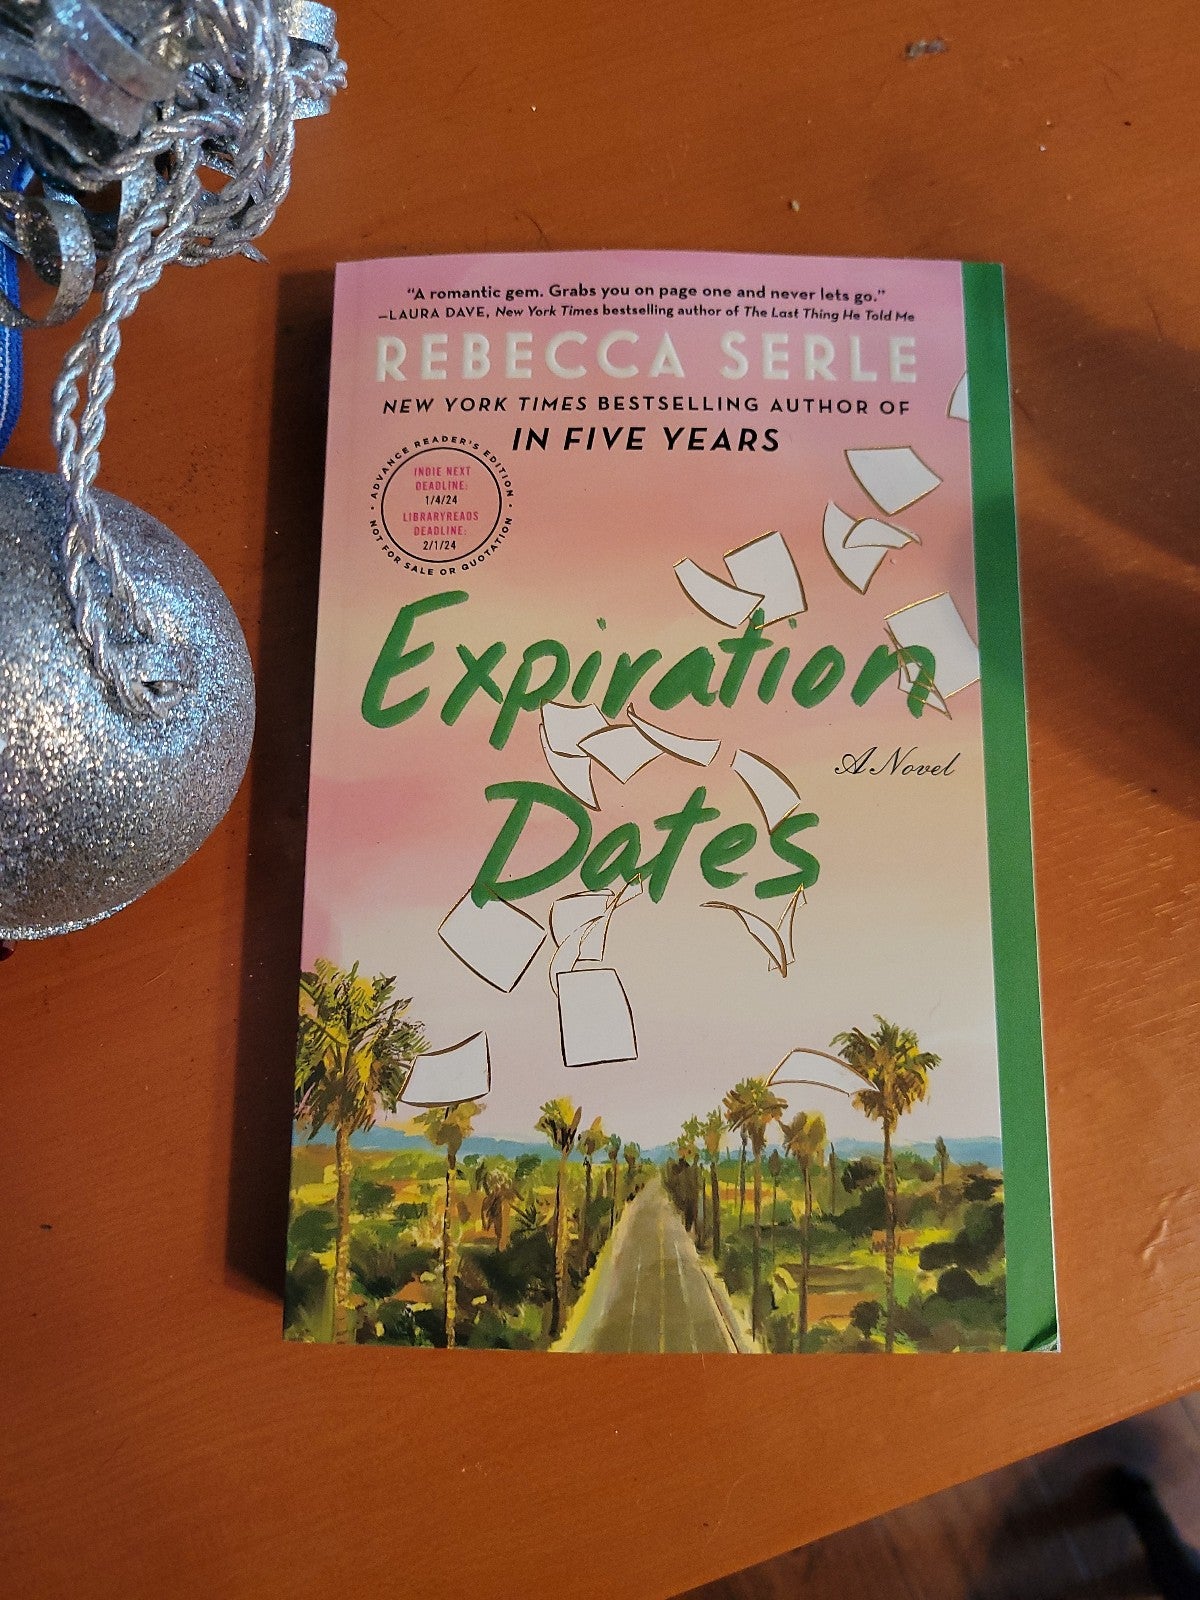 “A romantic gem. Grabs you on page one and never lets go.”
—LAURA DAVE, New York Times bestselling author of The Last Thing He Told Me
REBECCA SERLE
NEW YORK TIMES BESTSELLING AUTHOR OF
IN FIVE YEARS
• ADVANCE READER'S EDITION •
NOT FOR SALE OR QUOTATION
INDIE NEXT
DEADLINE:
1/4/24
LIBRARYREADS
DEADLINE:
2/1/24
Expiration
A Novel
Dates